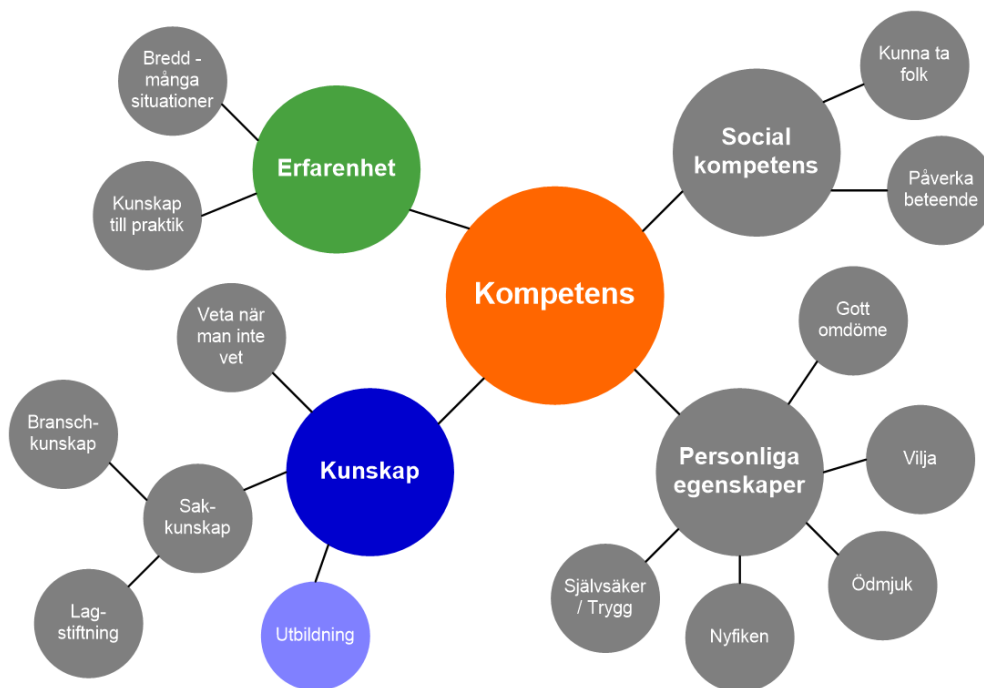 Bredd -
många
situationer
Kunna ta
folk
Erfarenhet
Social
kompetens
Kunskap
till praktik
Påverka
beteende
Kompetens
Veta när
man inte
vet
Gott
omdöme
Bransch-
kunskap
Kunskap
Personliga
egenskaper
Vilja
Sak-
kunskap
Lag-
stiftning
Utbildning
Självsäker
/ Trygg
Nyfiken
Ödmjuk